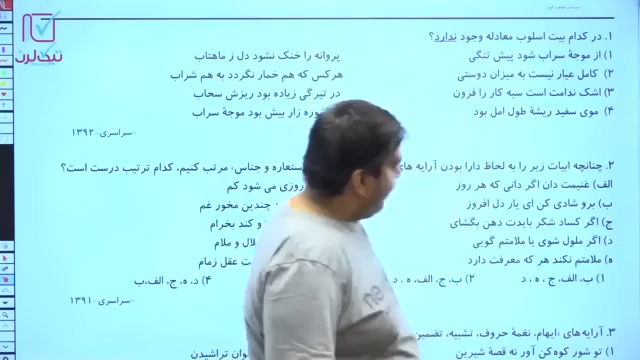 تیک‌لرن
۱. در کدام بیت اسلوب معادله وجود ندارد؟
۱) از موجهٔ سراب شود پیش تنگی پروانه را خنک نشود دل ز ماهتاب
۲) کامل عیار نیست به میزان دوستی هرکس که هم خمار نگردد به هم شراب
۳) اشک ندامت است سیه کار را فزون در تیرگی زیاده بود ریزش سحاب
۴) موی سفید ریشهٔ طول امل بود شوره زار بیش بود موجهٔ سراب
سراسری–۱۳۹۲
۲. چنانچه ابیات زیر را به لحاظ دارا بودن آرایه های ستعاره و جناس» مرتب کنیم، کدام ترتیب درست است؟
الف) غنیمت دان اگر دانی که هر روز روزی می شود کم
ب) برو شادی کن ای یار دل افروز چندین مخور غم
ج) اگر کساد شکر بایدت دهن بگشای و کند بخرام
د) اگر ملول شوی یا ملامتم گویی لال و ملام
ه) ملامتم نکند هر که معرفت دارد ت عقل زمام
۱) ب، الف، ج ، ه ، د ۲) ب، ج، الف، ه ، د ۴) د، ه، ج، الف،ب
سراسری–۱۳۹۱
۳. آرایه‌های «ایهام، نغمهٔ حروف، تشبیه، تضمین
۱) تو شور کوه‌کن آور نه قصهٔ شیرین وان تراشیدن